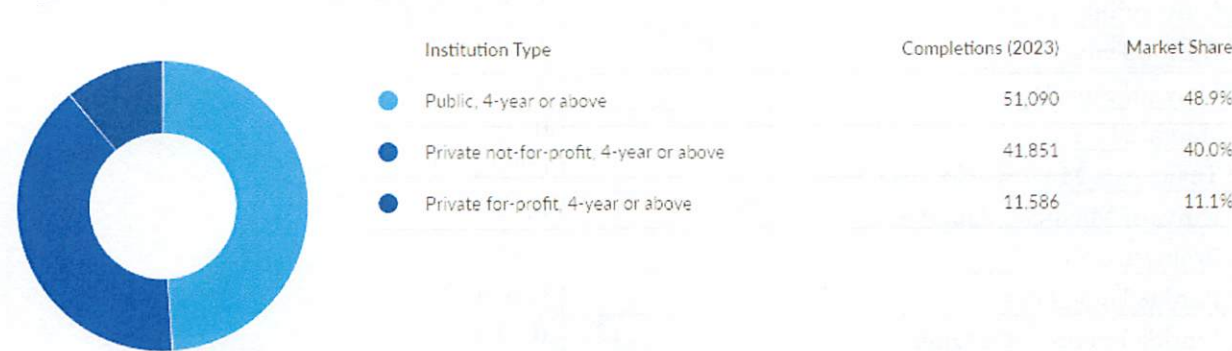 Institution Type Completions (2023) Market Share
Public, 4-year or above 51,090 48.9%
Private not-for-profit, 4-year or above 41,851 40.0%
Private for-profit, 4-year or above 11,586 11.1%